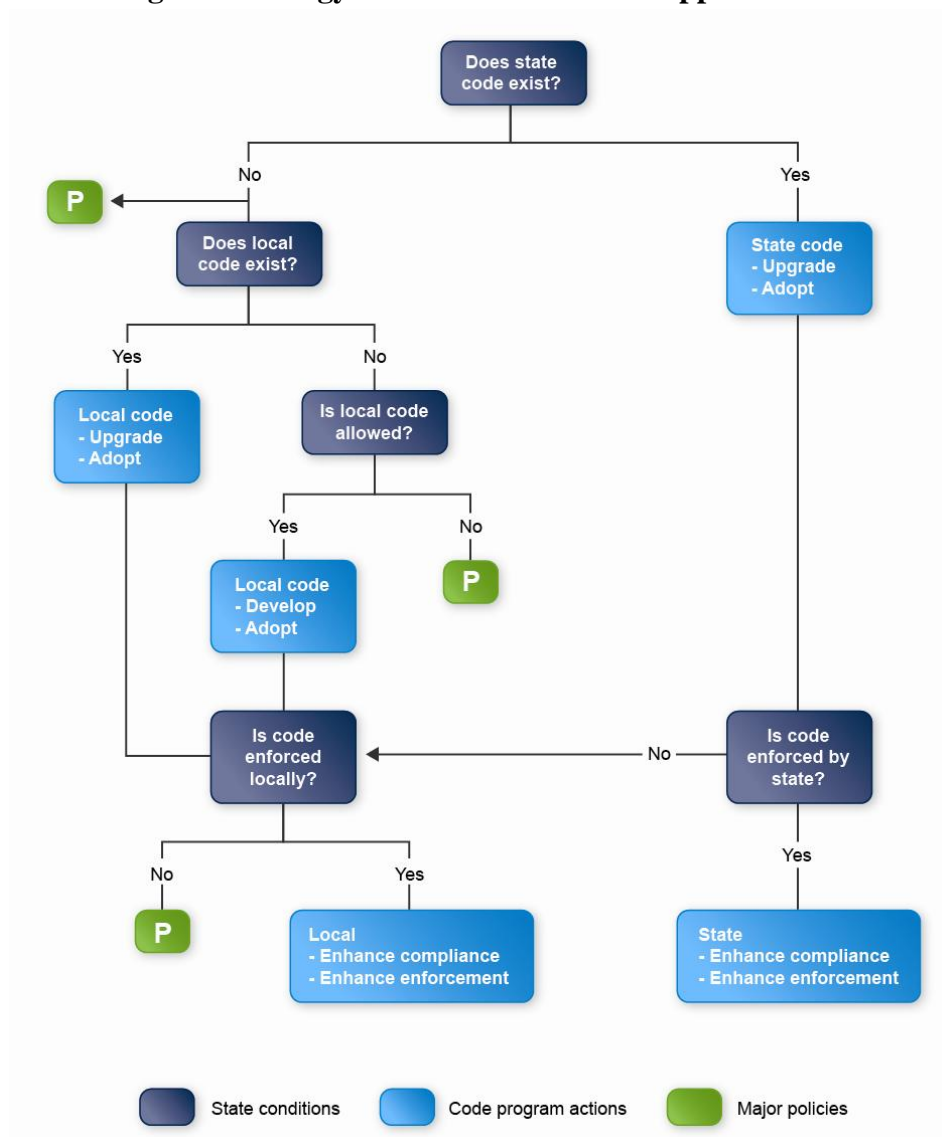 Does state
code exist?
No
Yes
P
Does local
code exist?
State code
- Upgrade
- Adopt
Yes
No
Local code
- Upgrade
- Adopt
Is local code
allowed?
Yes
No
Local code
- Develop
- Adopt
P
Is code
enforced
locally?
No
Is code
enforced by
state?
No
Yes
Yes
P
Local
- Enhance compliance
- Enhance enforcement
State
- Enhance compliance
- Enhance enforcement
State conditions
Code program actions
Major policies